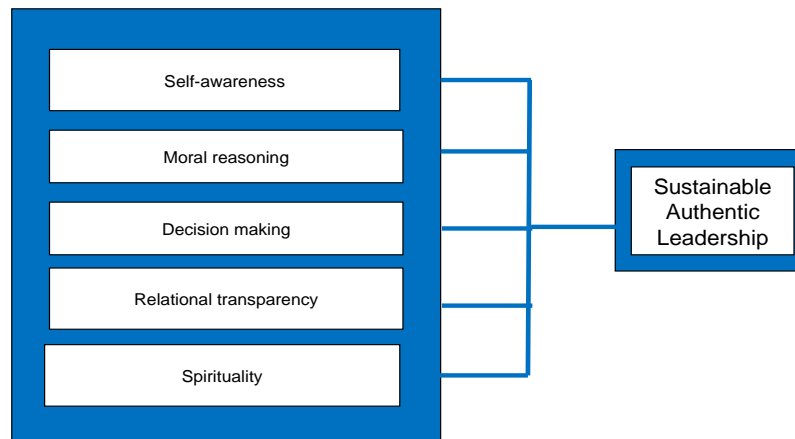 Self-awareness
Moral reasoning
Decision making
Relational transparency
Spirituality
Sustainable
Authentic
Leadership